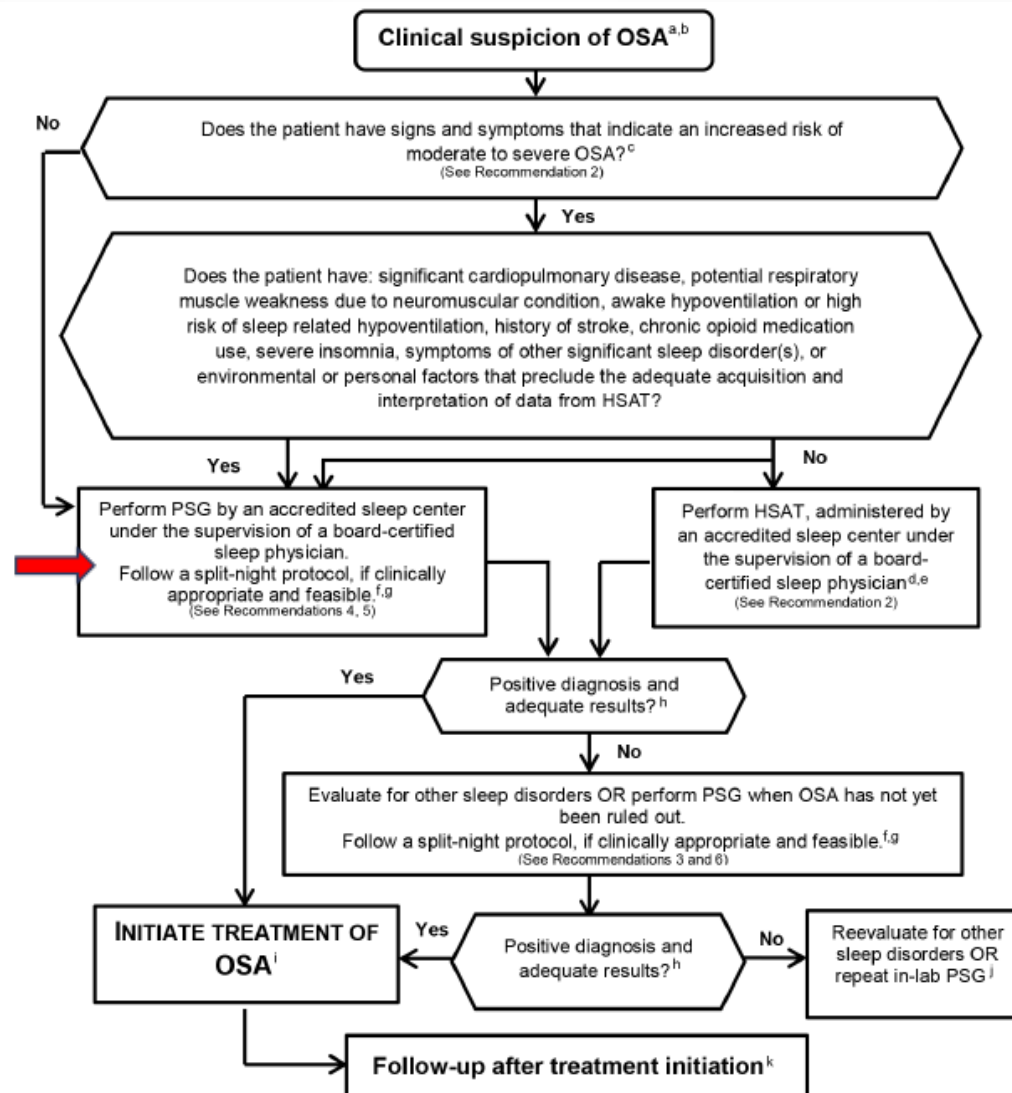 Clinical suspicion of OSAa,b
No
Does the patient have signs and symptoms that indicate an increased risk of
moderate to severe OSA?c
(See Recommendation 2)
Yes
Does the patient have: significant cardiopulmonary disease, potential respiratory
muscle weakness due to neuromuscular condition, awake hypoventilation or high
risk of sleep related hypoventilation, history of stroke, chronic opioid medication
use, severe insomnia, symptoms of other significant sleep disorder(s), or
environmental or personal factors that preclude the adequate acquisition and
interpretation of data from HSAT?
Yes
No
Perform PSG by an accredited sleep center
under the supervision of a board-certified
sleep physician.
Follow a split-night protocol, if clinically
appropriate and feasible.f,g
(See Recommendations 4, 5)
Perform HSAT, administered by
an accredited sleep center under
the supervision of a board-
certified sleep physiciand,e
(See Recommendation 2)
Yes
Positive diagnosis and
adequate results?h
No
Evaluate for other sleep disorders OR perform PSG when OSA has not yet
been ruled out.
Follow a split-night protocol, if clinically appropriate and feasible.f,g
(See Recommendations 3 and 6)
INITIATE TREATMENT OF
OSAi
Yes
Positive diagnosis and
adequate results?h
No
Reevaluate for other
sleep disorders OR
repeat in-lab PSGj
Follow-up after treatment initiationk